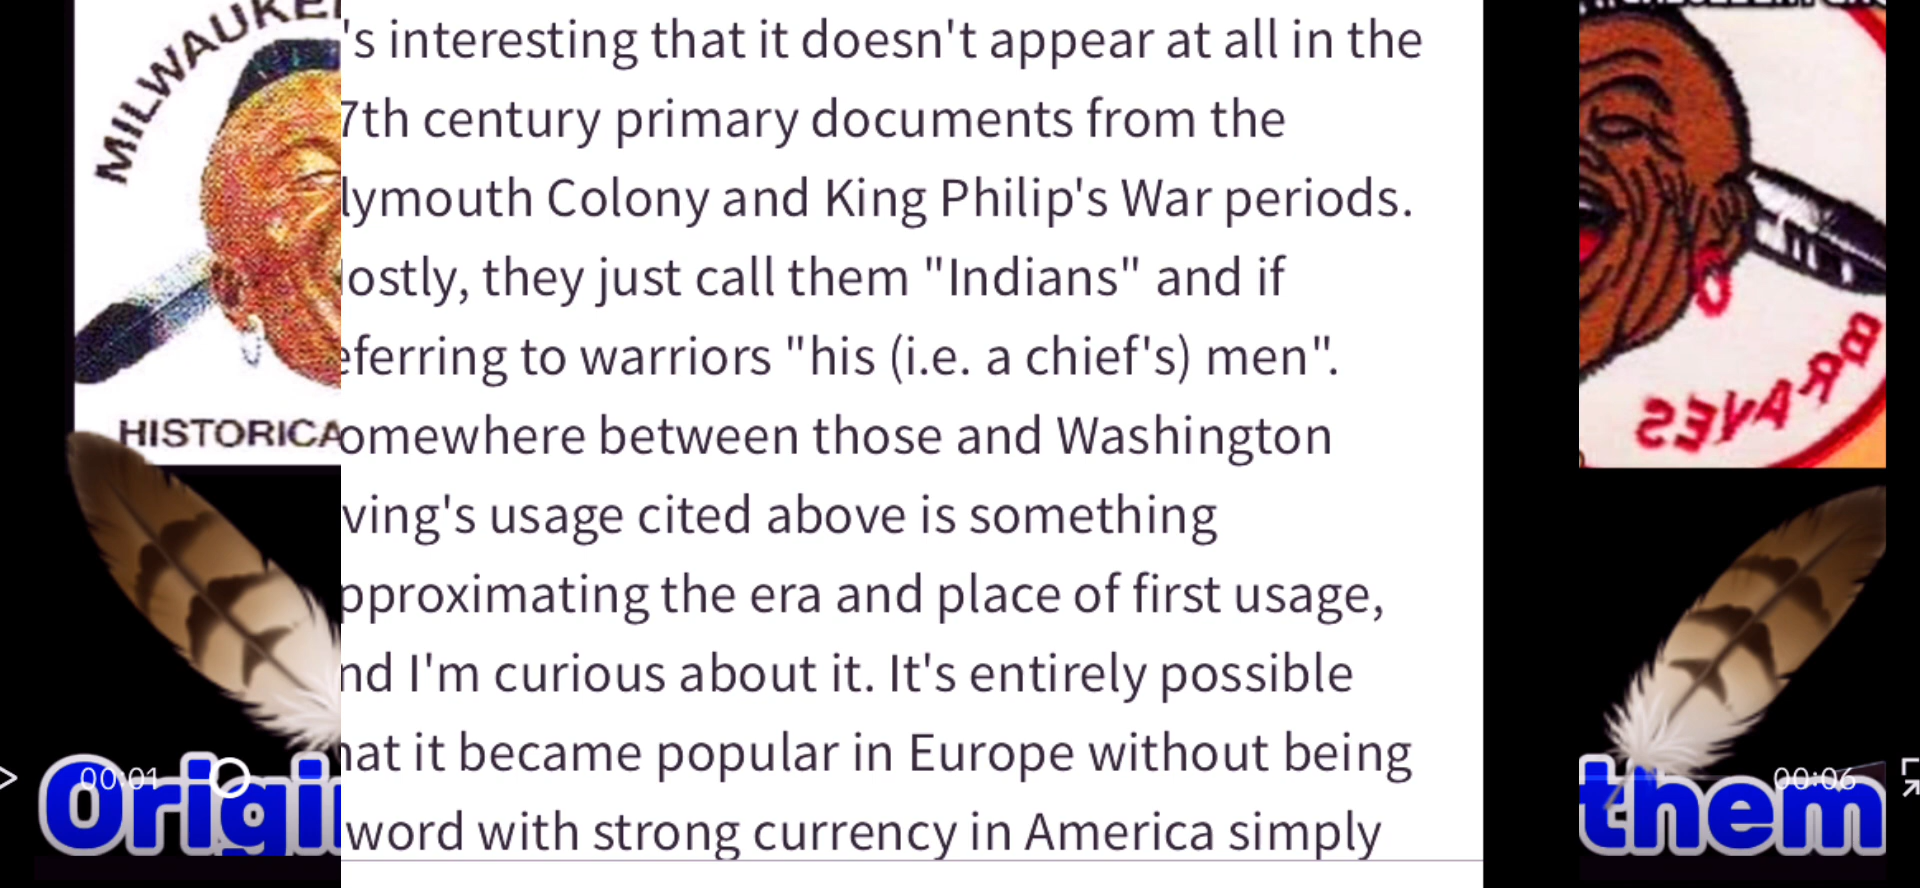 MILWAUKE
HISTORICA
's interesting that it doesn't appear at all in the
7th century primary documents from the
lymouth Colony and King Philip's War periods.
ostly, they just call them "Indians" and if
eferring to warriors "his (i.e. a chief's) men".
omewhere between those and Washington
ving's usage cited above is something
pproximating the era and place of first usage,
nd I'm curious about it. It's entirely possible
hat it became popular in Europe without being
word with strong currency in America simply
BRAVES
Origi
00:01
them
00:06